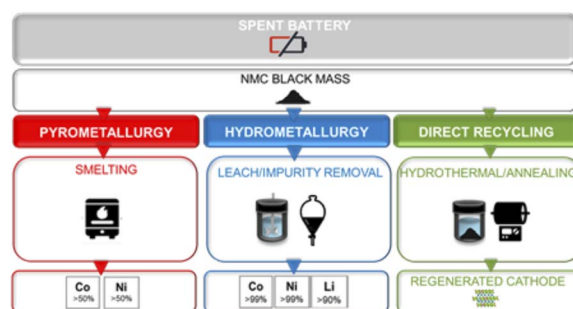 SPENT BATTERY
NMC BLACK MASS
PYROMETALLURGY
HYDROMETALLURGY
DIRECT RECYCLING
SMELTING
LEACH/IMPURITY REMOVAL
HYDROTHERMAL/ANNEALING
Co Ni
>50% >50%
Co Ni Li
>99% >99% >90%
REGENERATED CATHODE